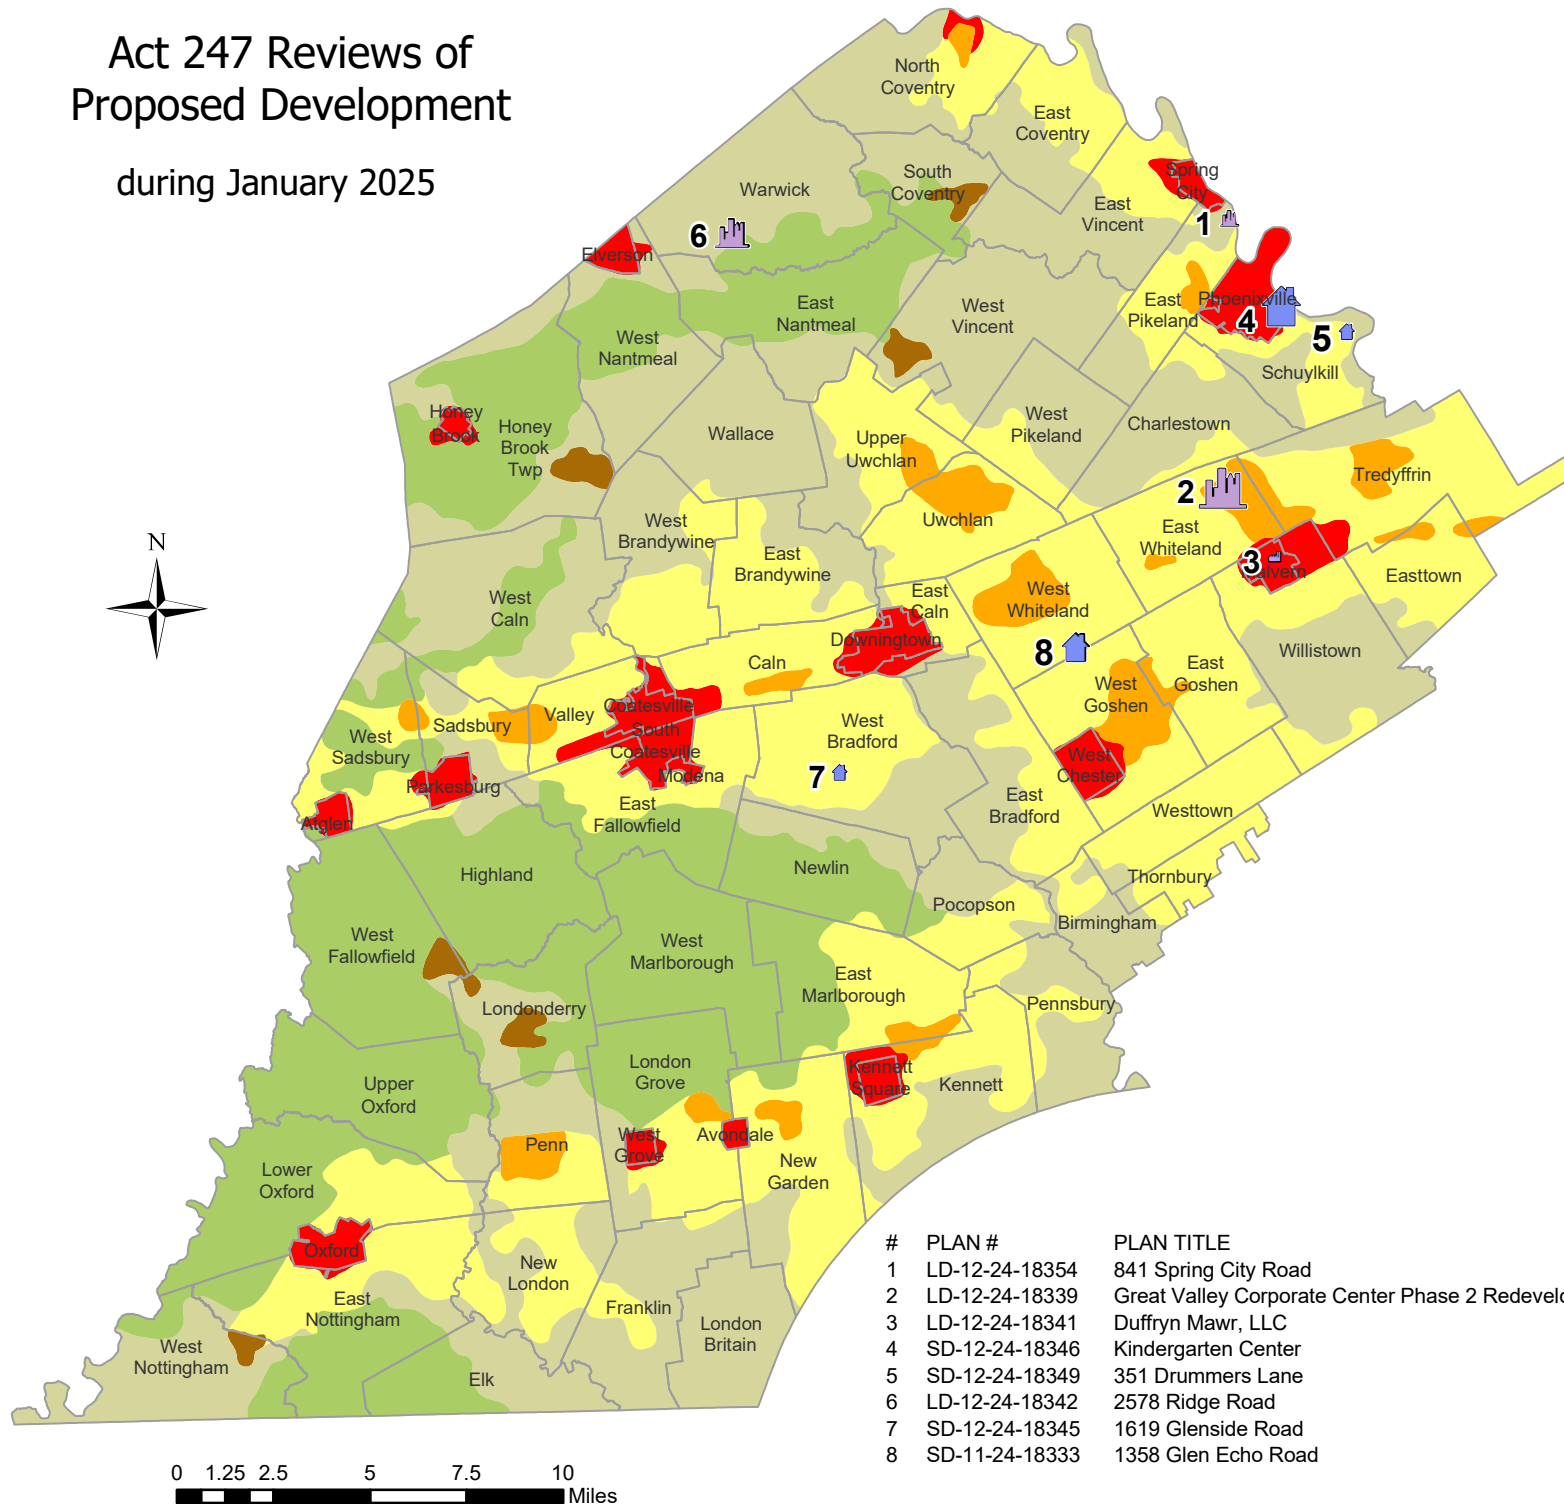 Act 247 Reviews of
Proposed Development
during January 2025
North
Coventry
East
Coventry
Spring
City
South
Coventry
Warwick
East
Vincent
1
6
Elverson
East
Nantmeal
West
Vincent
East
Pikeland
Phoenixville
4
5
West
Nantmeal
Schuylkill
Honey
Brook
Honey
Brook
Twp
Wallace
Upper
Uwchlan
West
Pikeland
Charlestown
Tredyffrin
2
N
West
Brandywine
Uwchlan
East
Whiteland
East
Brandywine
3
Malvern
Easttown
West
Caln
East
Caln
West
Whiteland
Downingtown
8
Caln
Willistown
East
Goshen
West
Goshen
Coatesville
Valley
Sadsbury
South
Coatesville
West
Bradford
West
Sadsbury
West
Chester
Modena
7
Parkesburg
East
Fallowfield
East
Bradford
Westtown
Atglen
Highland
Newlin
Thornbury
Pocopson
Birmingham
West
Fallowfield
West
Marlborough
East
Marlborough
Pennsbury
Londonderry
London
Grove
Kennett
Square
Kennett
Upper
Oxford
Penn
West
Grove
Avondale
New
Garden
Lower
Oxford
Oxford
New
London
East
Nottingham
Franklin
London
Britain
West
Nottingham
Elk
# PLAN # PLAN TITLE
1 LD-12-24-18354 841 Spring City Road
2 LD-12-24-18339 Great Valley Corporate Center Phase 2
3 LD-12-24-18341 Duffryn Mawr, LLC
4 SD-12-24-18346 Kindergarten Center
5 SD-12-24-18349 351 Drummers Lane
6 LD-12-24-18342 2578 Ridge Road
7 SD-12-24-18345 1619 Glenside Road
8 SD-11-24-18333 1358 Glen Echo Road
0 1.25 2.5 5 7.5 10
Miles